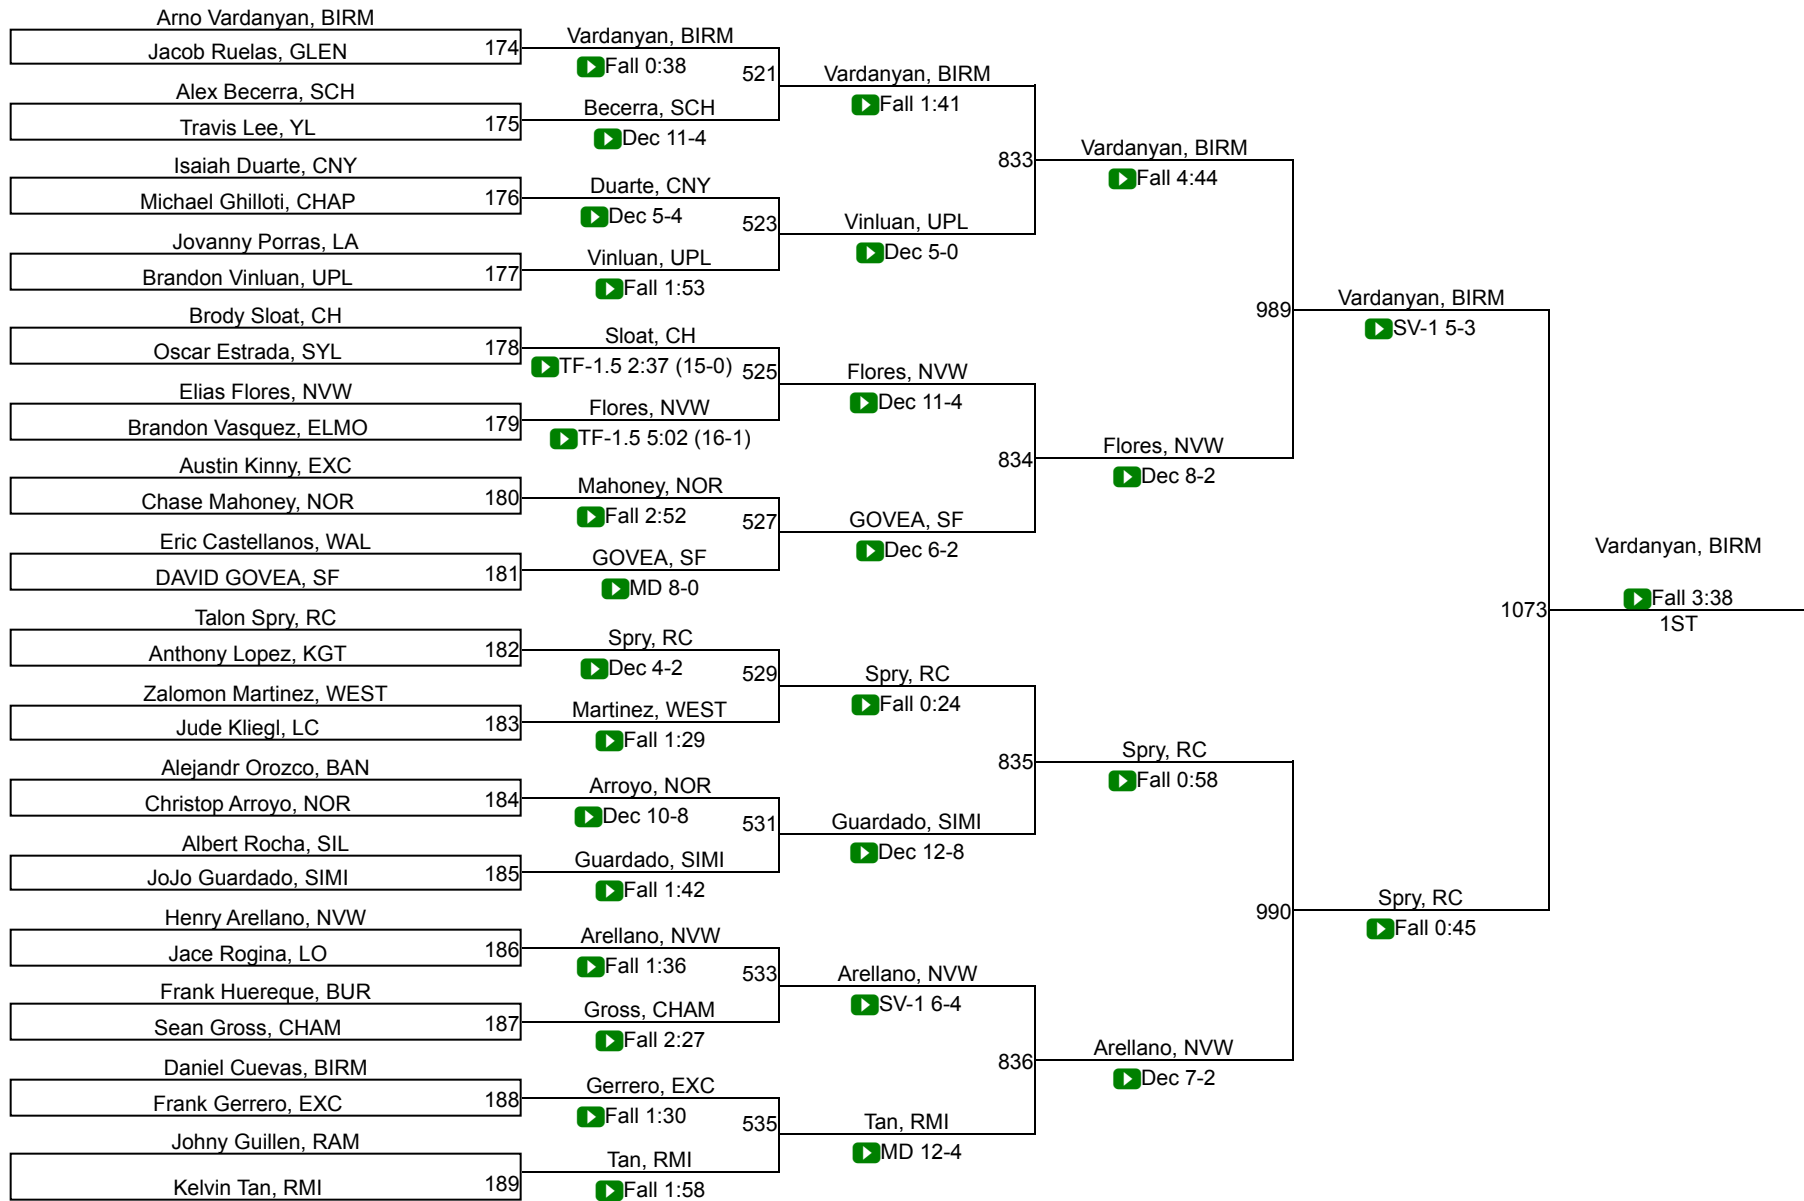 Arno Vardanyan, BIRM
Jacob Ruelas, GLEN
174
Alex Becerra, SCH
Travis Lee, YL
175
Isaiah Duarte, CNY
Michael Ghilloti, CHAP
176
Jovanny Porras, LA
Brandon Vinluan, UPL
177
Brody Sloat, CH
Oscar Estrada, SYL
178
Elias Flores, NVW
Brandon Vasquez, ELMO
179
Austin Kinny, EXC
Chase Mahoney, NOR
180
Eric Castellanos, WAL
DAVID GOVEA, SF
181
Talon Spry, RC
Anthony Lopez, KGT
182
Zalomon Martinez, WEST
Jude Kliegl, LC
183
Alejandr Orozco, BAN
Christop Arroyo, NOR
184
Albert Rocha, SIL
JoJo Guardado, SIMI
185
Henry Arellano, NVW
Jace Rogina, LO
186
Frank Huereque, BUR
Sean Gross, CHAM
187
Daniel Cuevas, BIRM
Frank Gerrero, EXC
188
Johny Guillen, RAM
Kelvin Tan, RMI
189
Vardanyan, BIRM
Fall 0:38
521
Becerra, SCH
Dec 11-4
Duarte, CNY
Dec 5-4
523
Vinluan, UPL
Fall 1:53
Sloat, CH
TF-1.5 2:37 (15-0)
525
Flores, NVW
TF-1.5 5:02 (16-1)
Mahoney, NOR
Fall 2:52
527
GOVEA, SF
MD 8-0
Spry, RC
Dec 4-2
529
Martinez, WEST
Fall 1:29
Arroyo, NOR
Dec 10-8
531
Guardado, SIMI
Fall 1:42
Arellano, NVW
Fall 1:36
533
Gross, CHAM
Fall 2:27
Gerrero, EXC
Fall 1:30
535
Tan, RMI
Fall 1:58
Vardanyan, BIRM
Fall 1:41
833
Vinluan, UPL
Dec 5-0
Flores, NVW
Dec 11-4
834
GOVEA, SF
Dec 6-2
Spry, RC
Fall 0:24
835
Guardado, SIMI
Dec 12-8
Arellano, NVW
SV-1 6-4
836
Tan, RMI
MD 12-4
Vardanyan, BIRM
Fall 4:44
989
Flores, NVW
Dec 8-2
Spry, RC
Fall 0:58
990
Arellano, NVW
Dec 7-2
Vardanyan, BIRM
SV-1 5-3
1073
Spry, RC
Fall 0:45
Vardanyan, BIRM
Fall 3:38
1ST